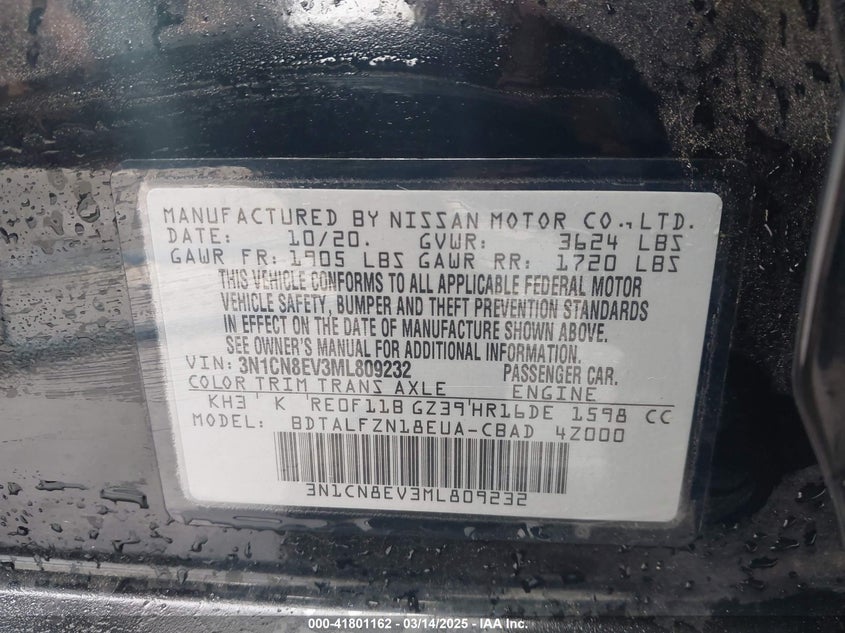 MANUFACTURED BY NISSAN MOTOR CO., LTD.
DATE: 10/20. GVWR: 3624 LBS
GAWR FR: 1905 LBS GAWR RR: 1720 LBS
THIS VEHICLE CONFORMS TO ALL APPLICABLE FEDERAL MOTOR
VEHICLE SAFETY, BUMPER AND THEFT PREVENTION STANDARDS
IN EFFECT ON THE DATE OF MANUFACTURE SHOWN ABOVE.
SEE OWNER'S MANUAL FOR ADDITIONAL INFORMATION.
VIN: 3N1CN8EV3ML809232 PASSENGER CAR.
COLOR TRIM TRANS AXLE ENGINE
KH3 K RE0F11B GZ39 HR16DE 1598 CC
MODEL: BDTALFZN18EUA-CBAD 4Z000
3N1CN8EV3ML809232
000-41801162 - 03/14/2025 - IAA Inc.